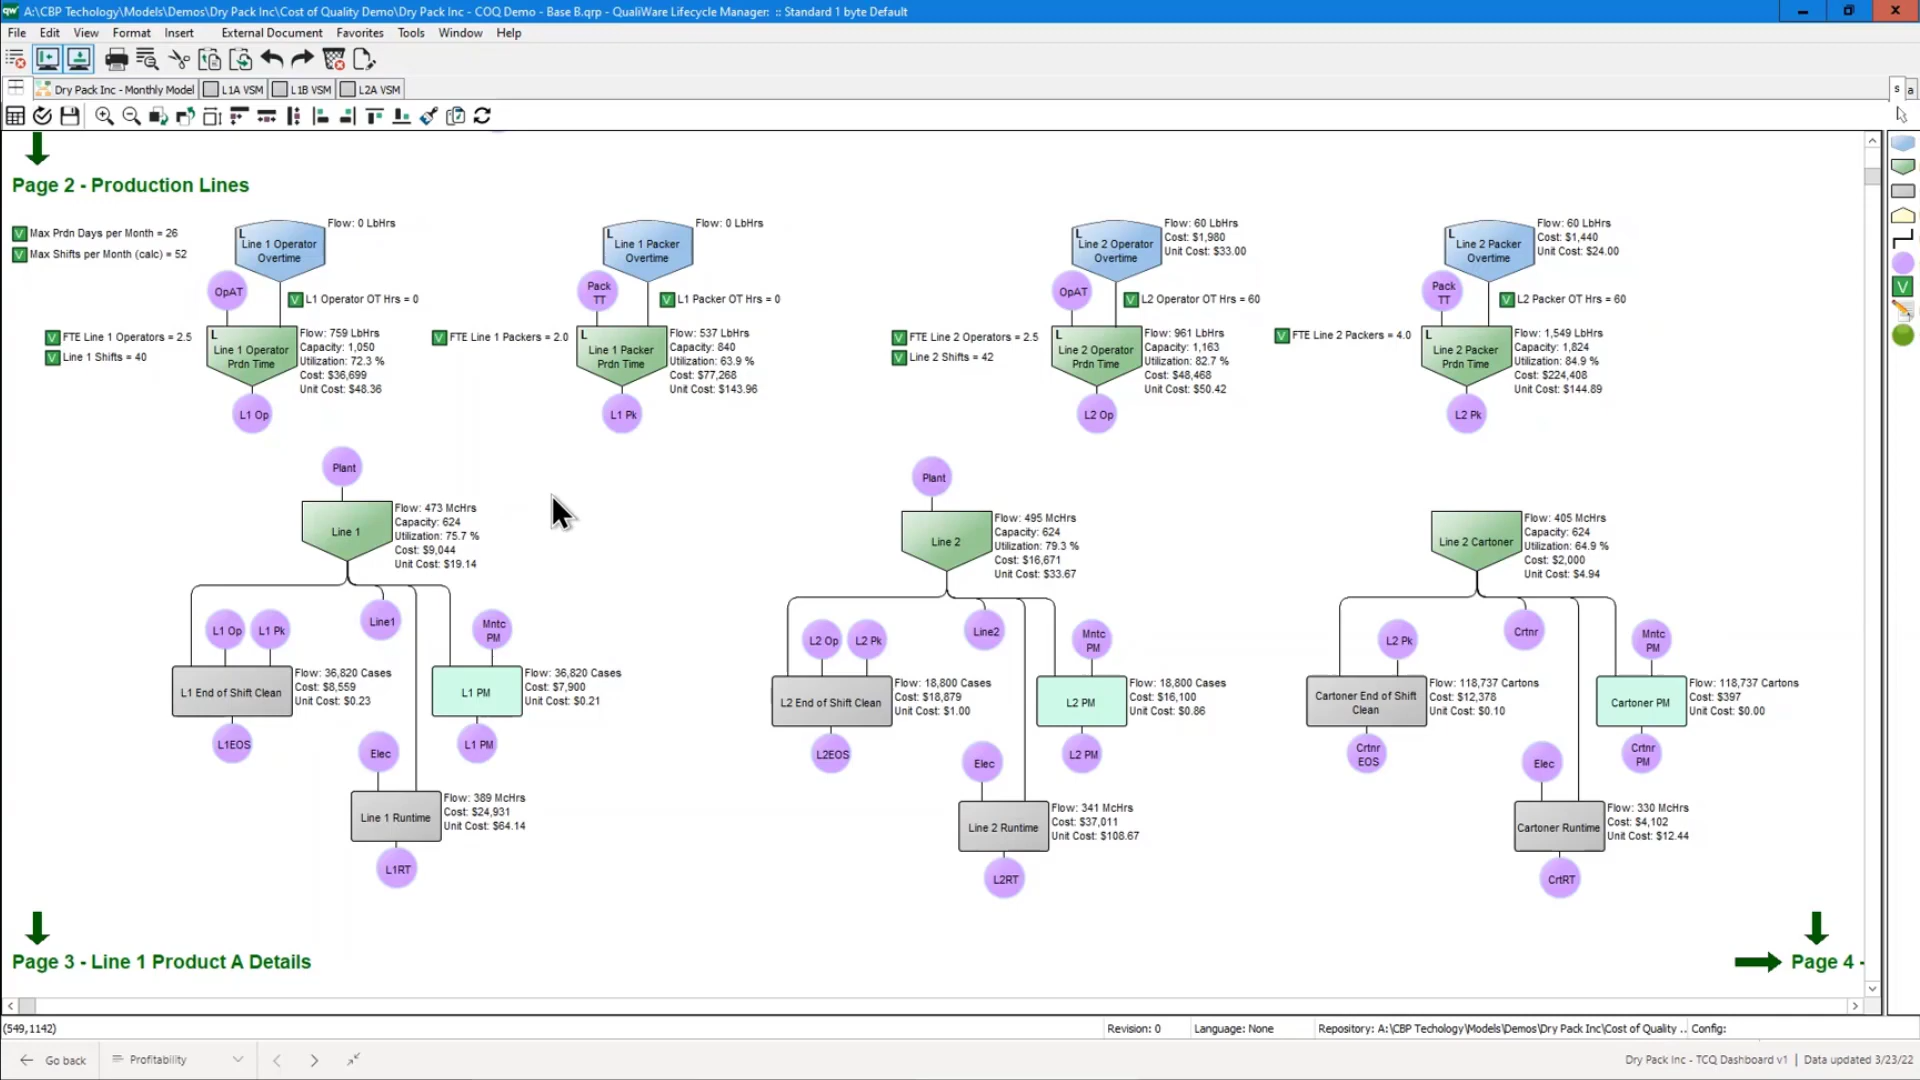 A:\CBP Techology\Models\Demos\Dry Pack Inc\Cost of Quality Demo\Dry Pack Inc - COQ Demo - Base B.qrp - QualiWare Lifecycle Manager: :: Standard 1 byte Default
File Edit View Format Insert External Document Favorites Tools Window Help
Dry Pack Inc - Monthly Model L1A VSM L1B VSM L2A VSM
s a
Page 2 - Production Lines
V Max Prdn Days per Month = 26
V Max Shifts per Month (calc) = 52
L
Line 1 Operator
Overtime
Flow: 0 LbHrs
OpAT
V L1 Operator OT Hrs = 0
V FTE Line 1 Operators = 2.5
V Line 1 Shifts = 40
L
Line 1 Operator
Prdn Time
Flow: 759 LbHrs
Capacity: 1,050
Utilization: 72.3 %
Cost: $36,699
Unit Cost: $48.36
L1 Op
L
Line 1 Packer
Overtime
Flow: 0 LbHrs
Pack
TT
V L1 Packer OT Hrs = 0
V FTE Line 1 Packers = 2.0
L
Line 1 Packer
Prdn Time
Flow: 537 LbHrs
Capacity: 840
Utilization: 63.9 %
Cost: $77,268
Unit Cost: $143.96
L1 Pk
L
Line 2 Operator
Overtime
Flow: 60 LbHrs
Cost: $1,980
Unit Cost: $33.00
OpAT
V L2 Operator OT Hrs = 60
V FTE Line 2 Operators = 2.5
V Line 2 Shifts = 42
L
Line 2 Operator
Prdn Time
Flow: 961 LbHrs
Capacity: 1,163
Utilization: 82.7 %
Cost: $48,468
Unit Cost: $50.42
L2 Op
L
Line 2 Packer
Overtime
Flow: 60 LbHrs
Cost: $1,440
Unit Cost: $24.00
Pack
TT
V L2 Packer OT Hrs = 60
V FTE Line 2 Packers = 4.0
L
Line 2 Packer
Prdn Time
Flow: 1,549 LbHrs
Capacity: 1,824
Utilization: 84.9 %
Cost: $224,408
Unit Cost: $144.89
L2 Pk
Plant
Line 1
Flow: 473 McHrs
Capacity: 624
Utilization: 75.7 %
Cost: $9,044
Unit Cost: $19.14
L1 Op
L1 Pk
Line1
Mntc
PM
L1 End of Shift Clean
Flow: 36,820 Cases
Cost: $8,559
Unit Cost: $0.23
L1 PM
Flow: 36,820 Cases
Cost: $7,900
Unit Cost: $0.21
L1EOS
Elec
L1 PM
Line 1 Runtime
Flow: 389 McHrs
Cost: $24,931
Unit Cost: $64.14
L1RT
Plant
Line 2
Flow: 495 McHrs
Capacity: 624
Utilization: 79.3 %
Cost: $16,671
Unit Cost: $33.67
L2 Op
L2 Pk
Line2
Mntc
PM
L2 End of Shift Clean
Flow: 18,800 Cases
Cost: $18,879
Unit Cost: $1.00
L2 PM
Flow: 18,800 Cases
Cost: $16,100
Unit Cost: $0.86
L2EOS
Elec
L2 PM
Line 2 Runtime
Flow: 341 McHrs
Cost: $37,011
Unit Cost: $108.67
L2RT
Line 2 Cartoner
Flow: 405 McHrs
Capacity: 624
Utilization: 64.9 %
Cost: $2,000
Unit Cost: $4.94
L2 Pk
Crtnr
Mntc
PM
Cartoner End of Shift
Clean
Flow: 118,737 Cartons
Cost: $12,378
Unit Cost: $0.10
Cartoner PM
Flow: 118,737 Cartons
Cost: $397
Unit Cost: $0.00
Crtnr
EOS
Elec
Crtnr
PM
Cartoner Runtime
Flow: 330 McHrs
Cost: $4,102
Unit Cost: $12.44
CrtRT
Page 3 - Line 1 Product A Details
Page 4 -
V
(549,1142) Revision: 0 Language: None Repository: A:\CBP Techology\Models\Demos\Dry Pack Inc\Cost of Quality .. Config:
Go back Profitability Dry Pack Inc - TCQ Dashboard v1 | Data updated 3/23/22